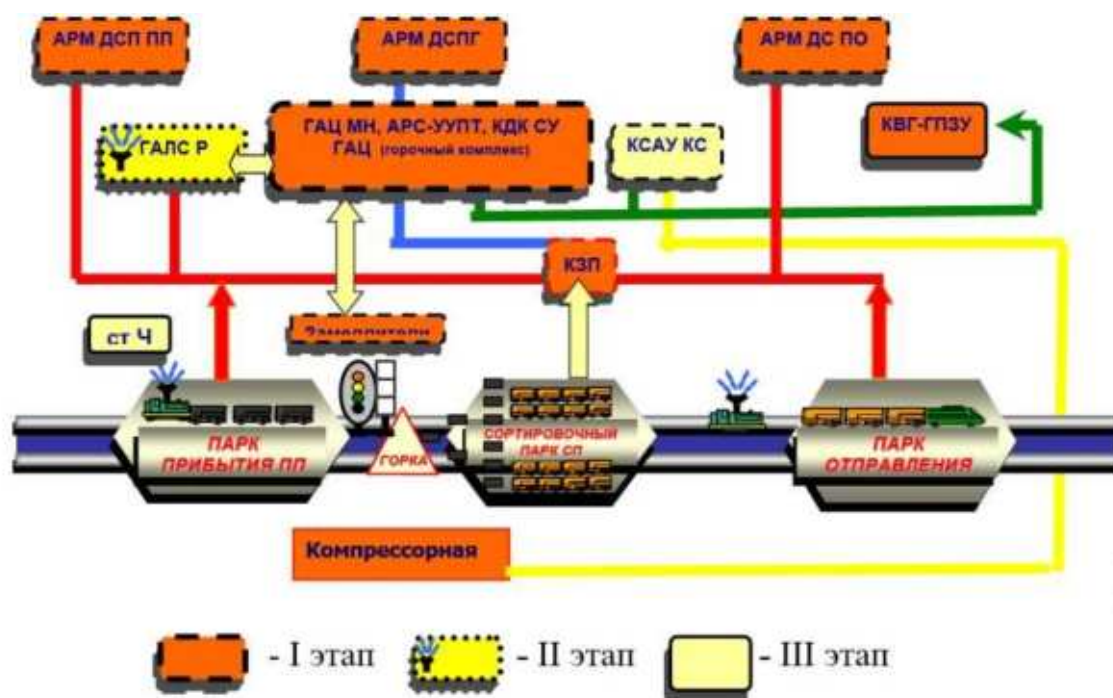 АРМ ДСП ПП
АРМ ДСПГ
АРМ ДС ПО
ГАЛС Р
ГАЦ МН, АРС-УУПТ, КДК СУ
ГАЦ (горочный комплекс)
КСАУ КС
КВГ-ГПЗУ
КЗП
Замедлители
ст Ч
ПАРК
ПРИБЫТИЯ ПП
ГОРКА
СОРТИРОВОЧНЫЙ
ПАРК СП
ПАРК
ОТПРАВЛЕНИЯ
Компрессорная
- I этап
- II этап
- III этап